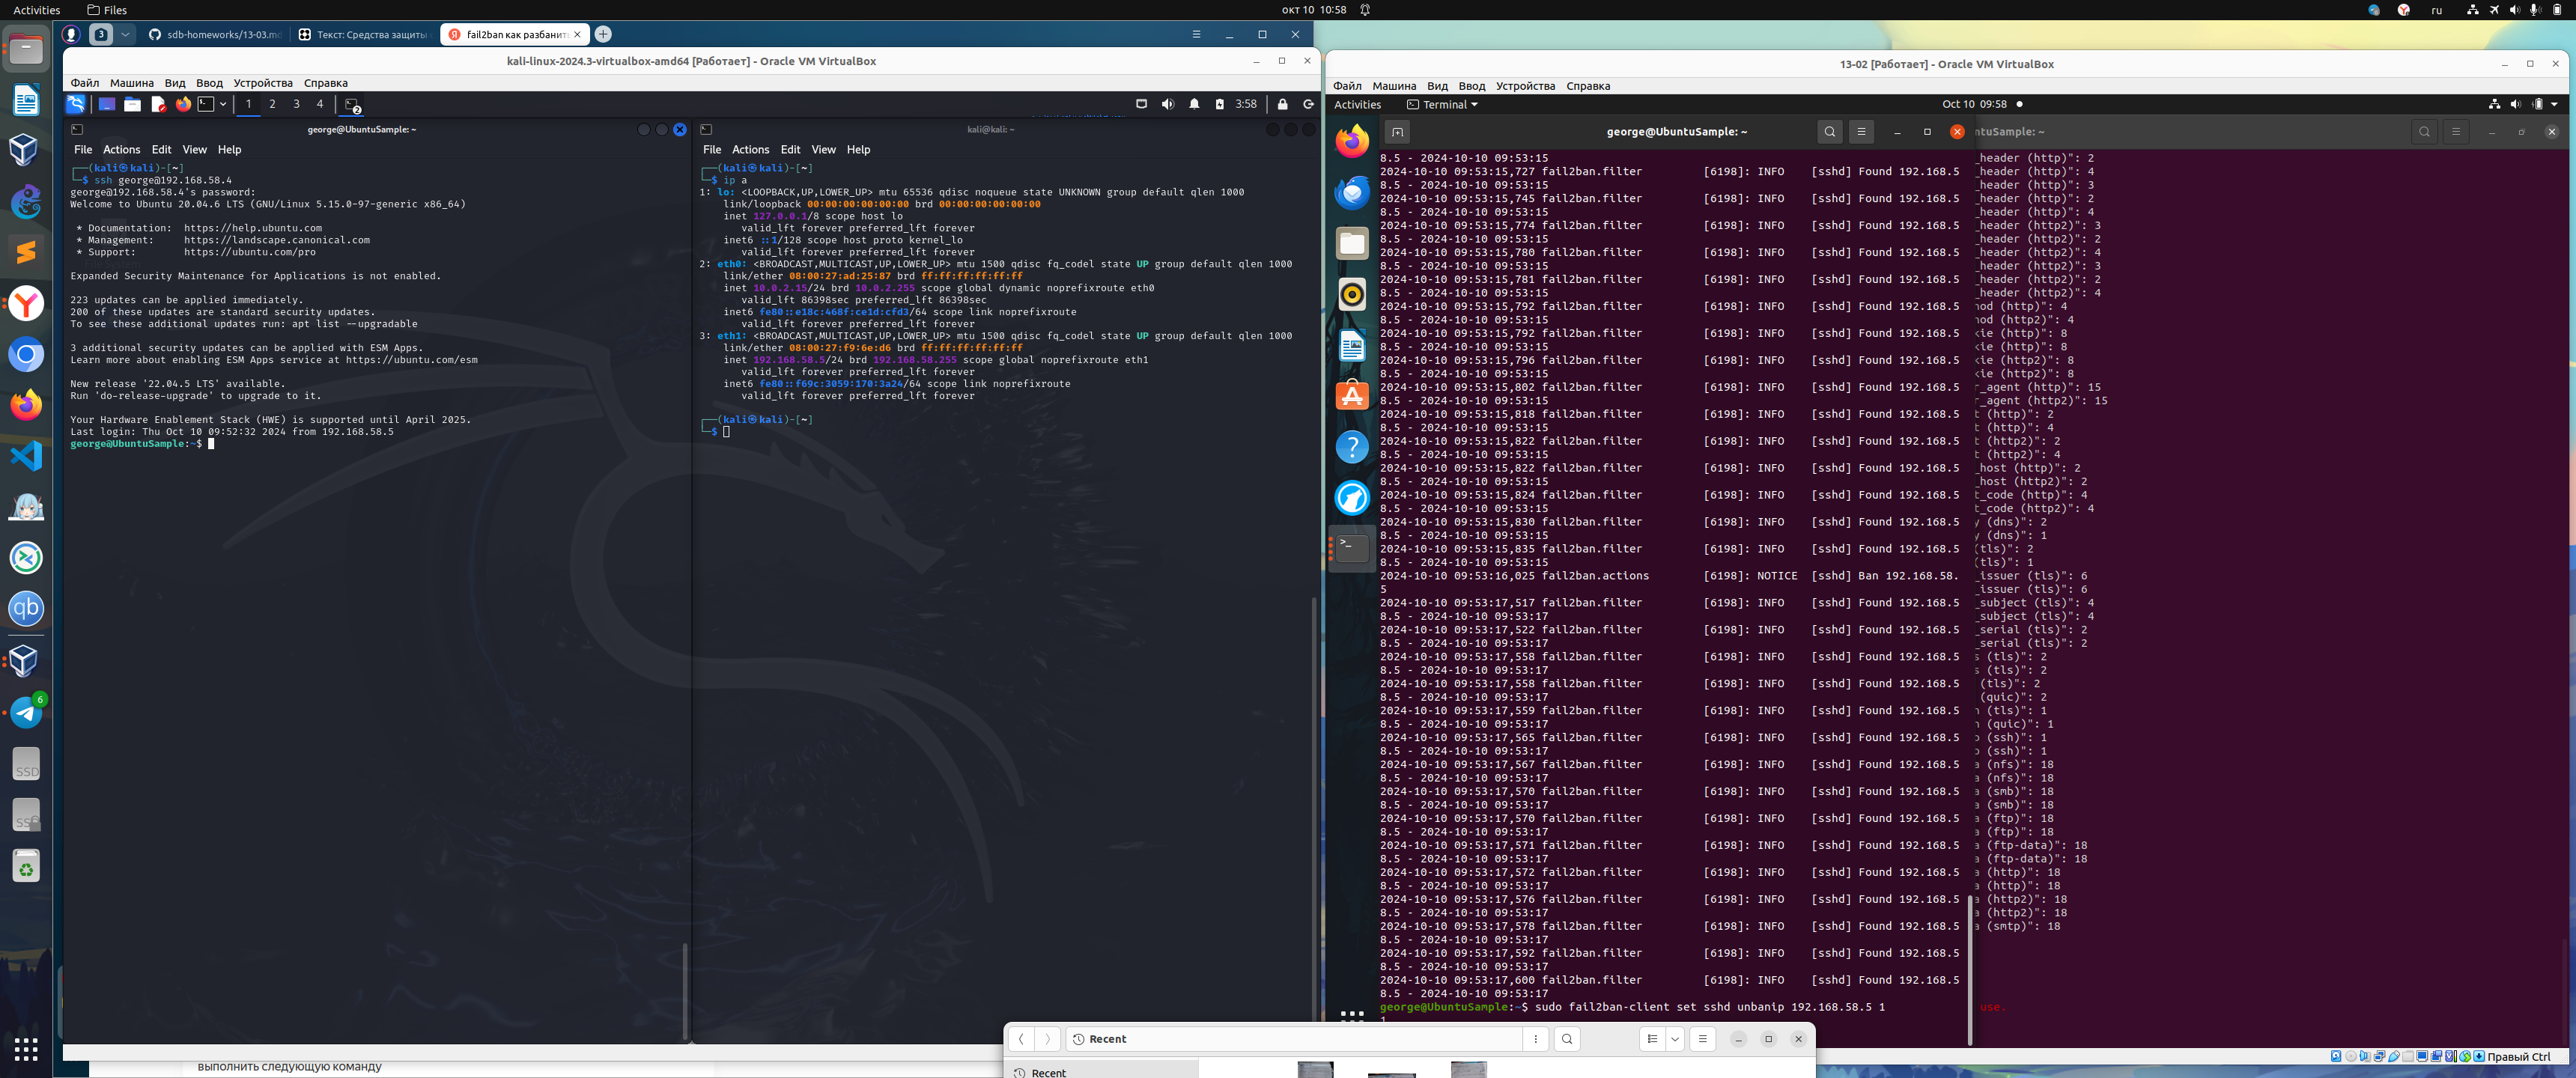 Activities Files окт 10 10:58 ru
3 sdb-homeworks/13-03.md Текст: Средства защиты fail2ban как разбанить
kali-linux-2024.3-virtualbox-amd64 [Работает] - Oracle VM VirtualBox
Файл Машина Вид Ввод Устройства Справка
1 2 3 4 2 3:58
george@UbuntuSample: ~
File Actions Edit View Help
┌──(kali㉿kali)-[~]
└─$ ssh george@192.168.58.4
george@192.168.58.4's password:
Welcome to Ubuntu 20.04.6 LTS (GNU/Linux 5.15.0-97-generic x86_64)
* Documentation: https://help.ubuntu.com
* Management: https://landscape.canonical.com
* Support: https://ubuntu.com/pro
Expanded Security Maintenance for Applications is not enabled.
223 updates can be applied immediately.
200 of these updates are standard security updates.
To see these additional updates run: apt list --upgradable
3 additional security updates can be applied with ESM Apps.
Learn more about enabling ESM Apps service at https://ubuntu.com/esm
New release '22.04.5 LTS' available.
Run 'do-release-upgrade' to upgrade to it.
Your Hardware Enablement Stack (HWE) is supported until April 2025.
Last login: Thu Oct 10 09:52:32 2024 from 192.168.58.5
george@UbuntuSample:~$
kali@kali: ~
File Actions Edit View Help
┌──(kali㉿kali)-[~]
└─$ ip a
1: lo: <LOOPBACK,UP,LOWER_UP> mtu 65536 qdisc noqueue state UNKNOWN group default qlen 1000
link/loopback 00:00:00:00:00:00 brd 00:00:00:00:00:00
inet 127.0.0.1/8 scope host lo
valid_lft forever preferred_lft forever
inet6 ::1/128 scope host proto kernel_lo
valid_lft forever preferred_lft forever
2: eth0: <BROADCAST,MULTICAST,UP,LOWER_UP> mtu 1500 qdisc fq_codel state UP group default qlen 1000
link/ether 08:00:27:ad:25:87 brd ff:ff:ff:ff:ff:ff
inet 10.0.2.15/24 brd 10.0.2.255 scope global dynamic noprefixroute eth0
valid_lft 86398sec preferred_lft 86398sec
inet6 fe80::e18c:468f:ce1d:cfd3/64 scope link noprefixroute
valid_lft forever preferred_lft forever
3: eth1: <BROADCAST,MULTICAST,UP,LOWER_UP> mtu 1500 qdisc fq_codel state UP group default qlen 1000
link/ether 08:00:27:f9:6e:d6 brd ff:ff:ff:ff:ff:ff
inet 192.168.58.5/24 brd 192.168.58.255 scope global noprefixroute eth1
valid_lft forever preferred_lft forever
inet6 fe80::f69c:3059:170:3a24/64 scope link noprefixroute
valid_lft forever preferred_lft forever
┌──(kali㉿kali)-[~]
└─$
13-02 [Работает] - Oracle VM VirtualBox
Файл Машина Вид Ввод Устройства Справка
Activities Terminal Oct 10 09:58
george@UbuntuSample: ~ ntuSample: ~
8.5 - 2024-10-10 09:53:15 _header (http)": 2
2024-10-10 09:53:15,727 fail2ban.filter [6198]: INFO [sshd] Found 192.168.5 _header (http)": 4
8.5 - 2024-10-10 09:53:15 _header (http)": 3
2024-10-10 09:53:15,745 fail2ban.filter [6198]: INFO [sshd] Found 192.168.5 _header (http)": 2
8.5 - 2024-10-10 09:53:15 _header (http)": 4
2024-10-10 09:53:15,774 fail2ban.filter [6198]: INFO [sshd] Found 192.168.5 _header (http2)": 3
8.5 - 2024-10-10 09:53:15 _header (http2)": 2
2024-10-10 09:53:15,780 fail2ban.filter [6198]: INFO [sshd] Found 192.168.5 _header (http2)": 4
8.5 - 2024-10-10 09:53:15 _header (http2)": 3
2024-10-10 09:53:15,781 fail2ban.filter [6198]: INFO [sshd] Found 192.168.5 _header (http2)": 2
8.5 - 2024-10-10 09:53:15 _header (http2)": 4
2024-10-10 09:53:15,792 fail2ban.filter [6198]: INFO [sshd] Found 192.168.5 nod (http)": 4
8.5 - 2024-10-10 09:53:15 nod (http2)": 4
2024-10-10 09:53:15,792 fail2ban.filter [6198]: INFO [sshd] Found 192.168.5 kie (http)": 8
8.5 - 2024-10-10 09:53:15 kie (http)": 8
2024-10-10 09:53:15,796 fail2ban.filter [6198]: INFO [sshd] Found 192.168.5 kie (http2)": 8
8.5 - 2024-10-10 09:53:15 kie (http2)": 8
2024-10-10 09:53:15,802 fail2ban.filter [6198]: INFO [sshd] Found 192.168.5 r_agent (http)": 15
8.5 - 2024-10-10 09:53:15 r_agent (http2)": 15
2024-10-10 09:53:15,818 fail2ban.filter [6198]: INFO [sshd] Found 192.168.5 t (http)": 2
8.5 - 2024-10-10 09:53:15 t (http)": 4
2024-10-10 09:53:15,822 fail2ban.filter [6198]: INFO [sshd] Found 192.168.5 t (http2)": 2
8.5 - 2024-10-10 09:53:15 t (http2)": 4
2024-10-10 09:53:15,822 fail2ban.filter [6198]: INFO [sshd] Found 192.168.5 _host (http)": 2
8.5 - 2024-10-10 09:53:15 _host (http2)": 2
2024-10-10 09:53:15,824 fail2ban.filter [6198]: INFO [sshd] Found 192.168.5 t_code (http)": 4
8.5 - 2024-10-10 09:53:15 t_code (http2)": 4
2024-10-10 09:53:15,830 fail2ban.filter [6198]: INFO [sshd] Found 192.168.5 y (dns)": 2
8.5 - 2024-10-10 09:53:15 y (dns)": 1
2024-10-10 09:53:15,835 fail2ban.filter [6198]: INFO [sshd] Found 192.168.5 (tls)": 2
8.5 - 2024-10-10 09:53:15 (tls)": 1
2024-10-10 09:53:16,025 fail2ban.actions [6198]: NOTICE [sshd] Ban 192.168.58. _issuer (tls)": 6
5 _issuer (tls)": 6
2024-10-10 09:53:17,517 fail2ban.filter [6198]: INFO [sshd] Found 192.168.5 _subject (tls)": 4
8.5 - 2024-10-10 09:53:17 _subject (tls)": 4
2024-10-10 09:53:17,522 fail2ban.filter [6198]: INFO [sshd] Found 192.168.5 _serial (tls)": 2
8.5 - 2024-10-10 09:53:17 _serial (tls)": 2
2024-10-10 09:53:17,558 fail2ban.filter [6198]: INFO [sshd] Found 192.168.5 s (tls)": 2
8.5 - 2024-10-10 09:53:17 s (tls)": 2
2024-10-10 09:53:17,558 fail2ban.filter [6198]: INFO [sshd] Found 192.168.5 (tls)": 2
8.5 - 2024-10-10 09:53:17 (quic)": 2
2024-10-10 09:53:17,559 fail2ban.filter [6198]: INFO [sshd] Found 192.168.5 n (tls)": 1
8.5 - 2024-10-10 09:53:17 n (quic)": 1
2024-10-10 09:53:17,565 fail2ban.filter [6198]: INFO [sshd] Found 192.168.5 o (ssh)": 1
8.5 - 2024-10-10 09:53:17 o (ssh)": 1
2024-10-10 09:53:17,567 fail2ban.filter [6198]: INFO [sshd] Found 192.168.5 a (nfs)": 18
8.5 - 2024-10-10 09:53:17 a (nfs)": 18
2024-10-10 09:53:17,570 fail2ban.filter [6198]: INFO [sshd] Found 192.168.5 a (smb)": 18
8.5 - 2024-10-10 09:53:17 a (smb)": 18
2024-10-10 09:53:17,570 fail2ban.filter [6198]: INFO [sshd] Found 192.168.5 a (ftp)": 18
8.5 - 2024-10-10 09:53:17 a (ftp)": 18
2024-10-10 09:53:17,571 fail2ban.filter [6198]: INFO [sshd] Found 192.168.5 a (ftp-data)": 18
8.5 - 2024-10-10 09:53:17 a (ftp-data)": 18
2024-10-10 09:53:17,572 fail2ban.filter [6198]: INFO [sshd] Found 192.168.5 a (http)": 18
8.5 - 2024-10-10 09:53:17 a (http)": 18
2024-10-10 09:53:17,576 fail2ban.filter [6198]: INFO [sshd] Found 192.168.5 a (http2)": 18
8.5 - 2024-10-10 09:53:17 a (http2)": 18
2024-10-10 09:53:17,578 fail2ban.filter [6198]: INFO [sshd] Found 192.168.5 a (smtp)": 18
8.5 - 2024-10-10 09:53:17
2024-10-10 09:53:17,592 fail2ban.filter [6198]: INFO [sshd] Found 192.168.5
8.5 - 2024-10-10 09:53:17
2024-10-10 09:53:17,600 fail2ban.filter [6198]: INFO [sshd] Found 192.168.5
8.5 - 2024-10-10 09:53:17
george@UbuntuSample:~$ sudo fail2ban-client set sshd unbanip 192.168.58.5 1 use.
1
Правый Ctrl
Recent
Recent
выполнить следующую команду
SSD
6